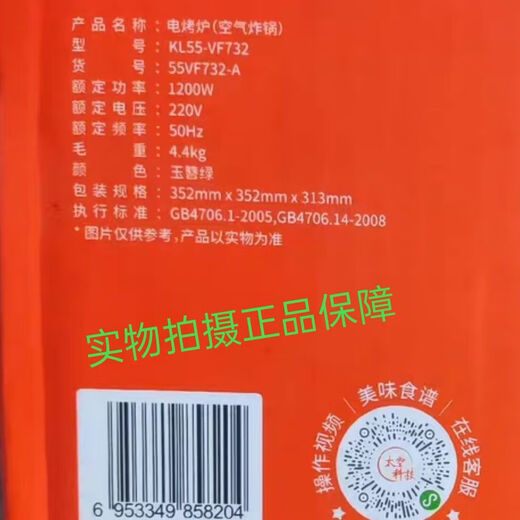 产品名称：电烤炉(空气炸锅)
型号：KL55-VF732
货号：55VF732-A
额定功率：1200W
额定电压：220V
额定频率：50Hz
毛重：4.4kg
颜色：玉簪绿
包装规格：352mm x 352mm x 313mm
执行标准：GB4706.1-2005,GB4706.14-2008
*图片仅供参考,产品以实物为准
实物拍摄正品保障
操作视频 | 美味食谱 | 在线客服
太空科技
6 953349 858204